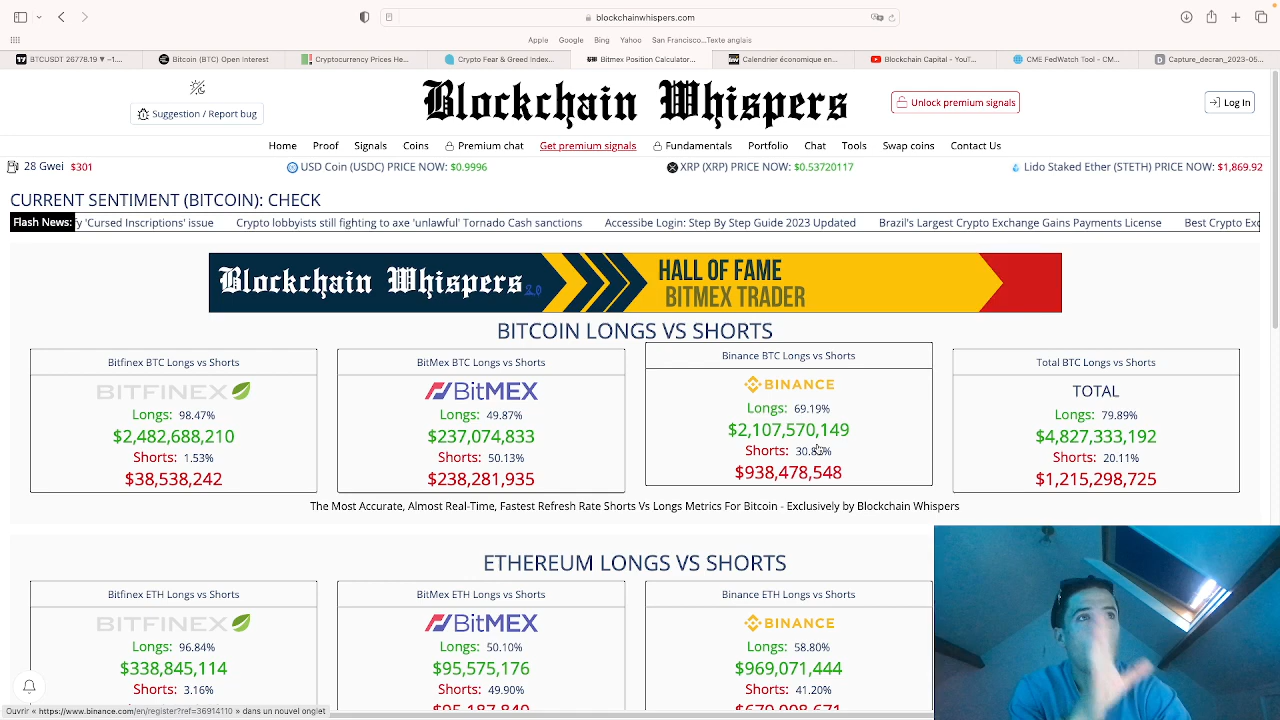 blockchainwhispers.com
Apple Google Bing Yahoo San Francisco...Texte anglais
BTCUSDT 26778.19 ▼ −1....
Bitcoin (BTC) Open Interest
Cryptocurrency Prices He...
Crypto Fear & Greed Index...
Bitmex Position Calculator...
Calendrier économique en...
Blockchain Capital - YouT...
CME FedWatch Tool - CM...
Capture_decran_2023-05...
Suggestion / Report bug
Blockchain Whispers
Unlock premium signals
Log In
Home Proof Signals Coins Premium chart Get premium signals Fundamentals Portfolio Chat Tools Swap coins Contact Us
28 Gwei $301
USD Coin (USDC) PRICE NOW: $0.9996
XRP (XRP) PRICE NOW: $0.53720117
Lido Staked Ether (STETH) PRICE NOW: $1,869.92
CURRENT SENTIMENT (BITCOIN): CHECK
Flash News: fy 'Cursed Inscriptions' issue Crypto lobbyists still fighting to axe 'unlawful' Tornado Cash sanctions Accessibe Login: Step By Step Guide 2023 Updated Brazil's Largest Crypto Exchange Gains Payments License Best Crypto Exc
Blockchain Whispers 2.0
HALL OF FAME
BITMEX TRADER
BITCOIN LONGS VS SHORTS
Bitfinex BTC Longs vs Shorts
BITFINEX
Longs: 98.47%
$2,482,688,210
Shorts: 1.53%
$38,538,242
BitMex BTC Longs vs Shorts
BitMEX
Longs: 49.87%
$237,074,833
Shorts: 50.13%
$238,281,935
Binance BTC Longs vs Shorts
BINANCE
Longs: 69.19%
$2,107,570,149
Shorts:
$938,478,548
Total BTC Longs vs Shorts
TOTAL
Longs: 79.89%
$4,827,333,192
Shorts: 20.11%
$1,215,298,725
The Most Accurate, Almost Real-Time, Fastest Refresh Rate Shorts Vs Longs Metrics For Bitcoin - Exclusively by Blockchain Whispers
ETHEREUM LONGS VS SHORTS
Bitfinex ETH Longs vs Shorts
BITFINEX
Longs: 96.84%
$338,845,114
Shorts: 3.16%
BitMex ETH Longs vs Shorts
BitMEX
Longs: 50.10%
$95,575,176
Shorts: 49.90%
$95,187,840
Binance ETH Longs vs Shorts
BINANCE
Longs: 58.80%
$969,071,444
Shorts: 41.20%
Ouvrir « https://www.binance.com/en/register?ref=36914110 » dans un nouvel onglet